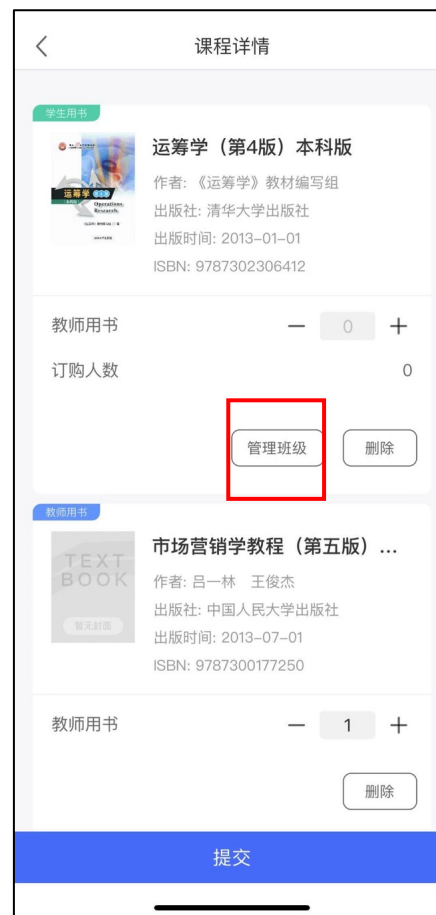 课程详情
学生用书
运筹学（第4版）本科版
作者: 《运筹学》教材编写组
出版社: 清华大学出版社
出版时间: 2013-01-01
ISBN: 9787302306412
运筹学
Operations
Research
教师用书
0
订购人数
0
管理班级
删除
教师用书
市场营销学教程（第五版）...
TEXT
BOOK
暂无封面
作者: 吕一林 王俊杰
出版社: 中国人民大学出版社
出版时间: 2013-07-01
ISBN: 9787300177250
教师用书
1
删除
提交